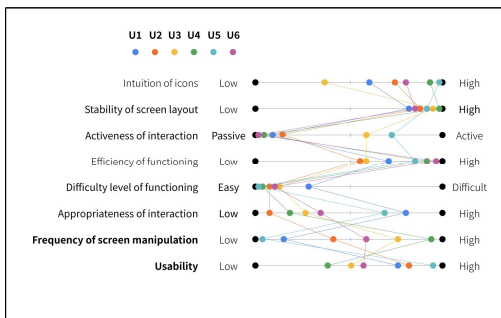 U1 U2 U3 U4 U5 U6
Intuition of icons Low High
Stability of screen layout Low High
Activeness of interaction Passive Active
Efficiency of functioning Low High
Difficulty level of functioning Easy Difficult
Appropriateness of interaction Low High
Frequency of screen manipulation Low High
Usability Low High